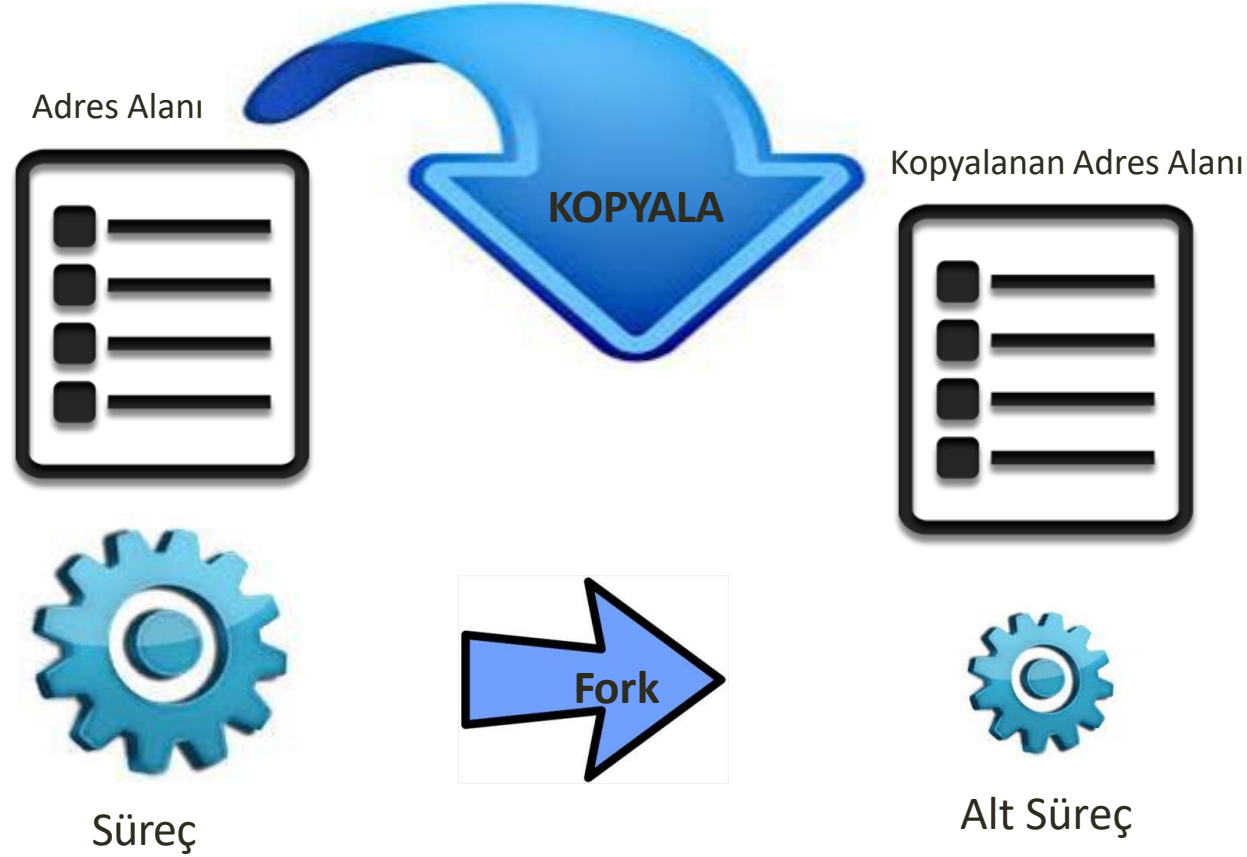 Adres Alanı
KOPYALA
Kopyalanan Adres Alanı
Fork
Süreç
Alt Süreç